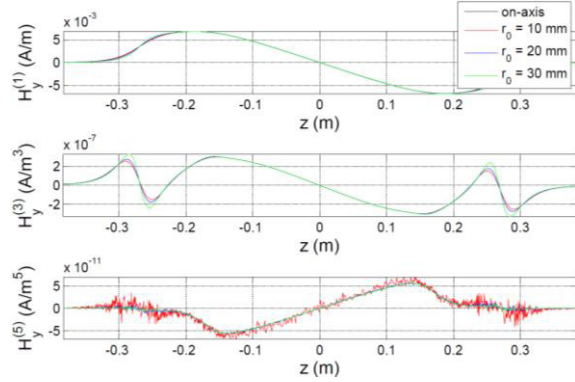 x 10⁻³
on-axis
r₀ = 10 mm
r₀ = 20 mm
r₀ = 30 mm
5
0
-5
H_y^(1) (A/m)
-0.3 -0.2 -0.1 0 0.1 0.2 0.3
z (m)
x 10⁻⁷
2
0
-2
H_y^(3) (A/m³)
-0.3 -0.2 -0.1 0 0.1 0.2 0.3
z (m)
x 10⁻¹¹
5
0
-5
H_y^(5) (A/m⁵)
-0.3 -0.2 -0.1 0 0.1 0.2 0.3
z (m)